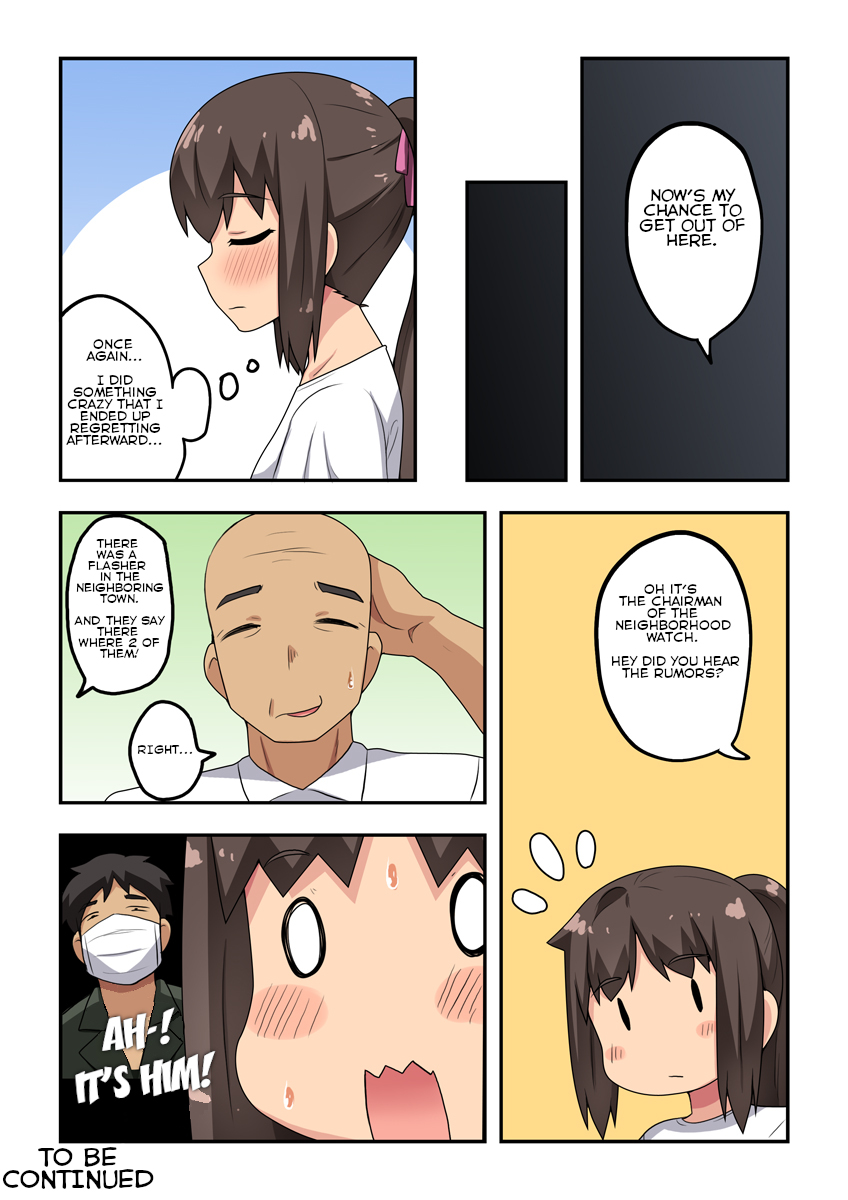 NOW'S MY
CHANCE TO
GET OUT OF
HERE.
ONCE
AGAIN...
I DID
SOMETHING
CRAZY THAT I
ENDED UP
REGRETTING
AFTERWARD...
OH IT'S
THE CHAIRMAN
OF THE
NEIGHBORHOOD
WATCH.
HEY DID YOU HEAR
THE RUMORS?
THERE
WAS A
FLASHER
IN THE
NEIGHBORING
TOWN.
AND THEY SAY
THERE
WHERE 2 OF
THEM.
RIGHT...
AH-!
IT'S HIM!
TO BE
CONTINUED